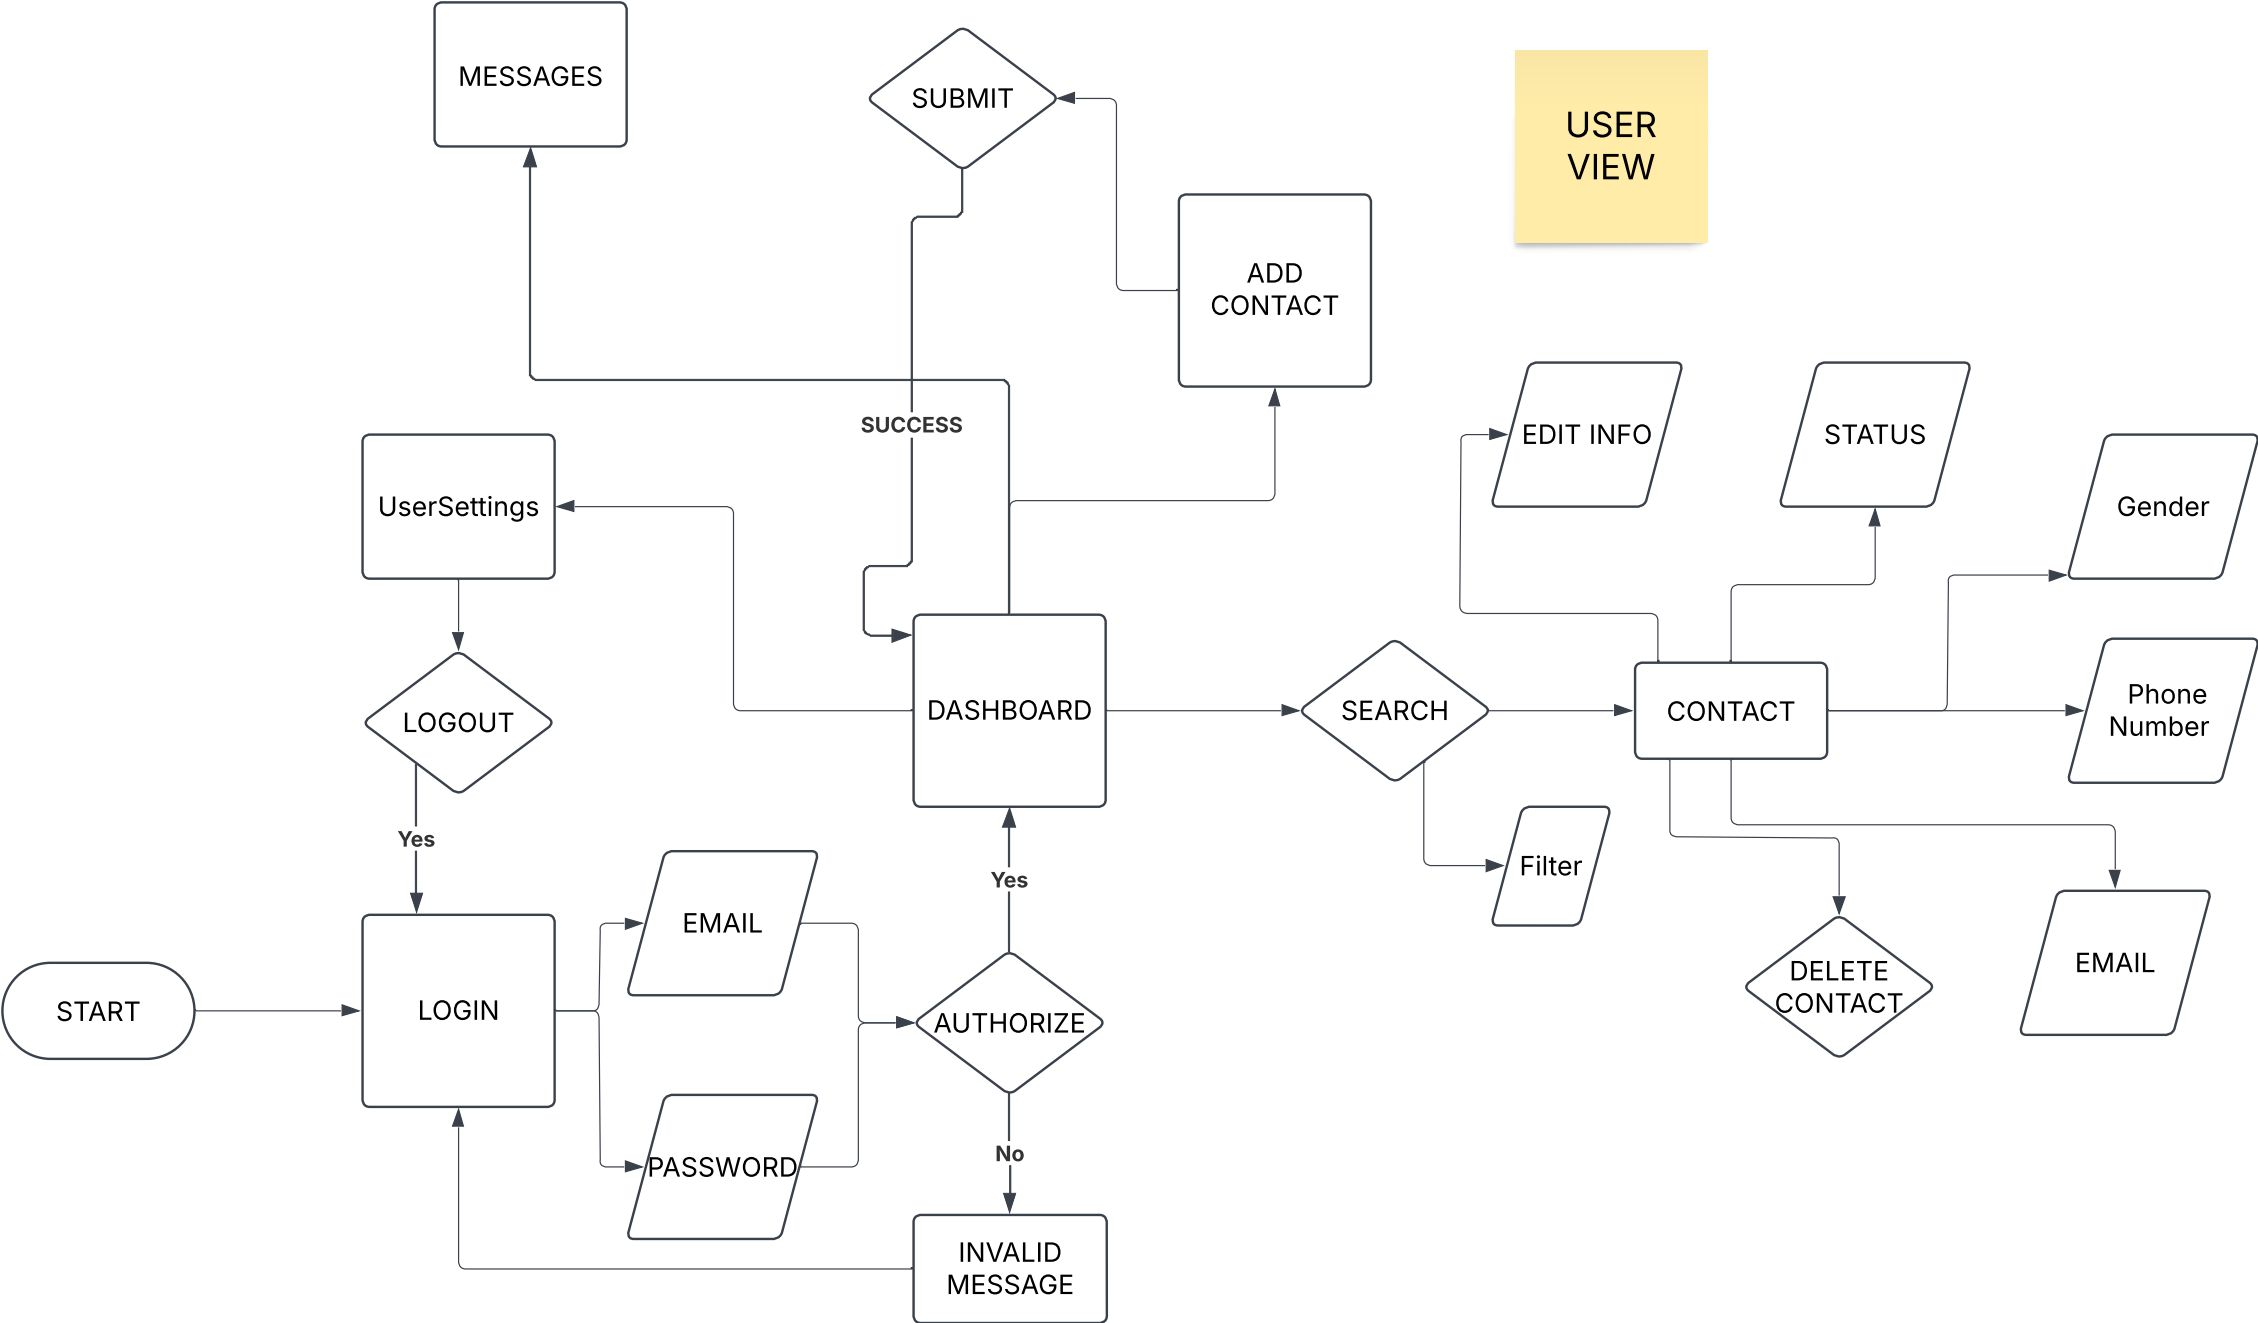 MESSAGES
SUBMIT
USER
VIEW
ADD
CONTACT
SUCCESS
EDIT INFO
STATUS
UserSettings
Gender
LOGOUT
DASHBOARD
SEARCH
CONTACT
Phone
Number
Yes
Yes
Filter
EMAIL
EMAIL
DELETE
CONTACT
START
LOGIN
AUTHORIZE
No
PASSWORD
INVALID
MESSAGE